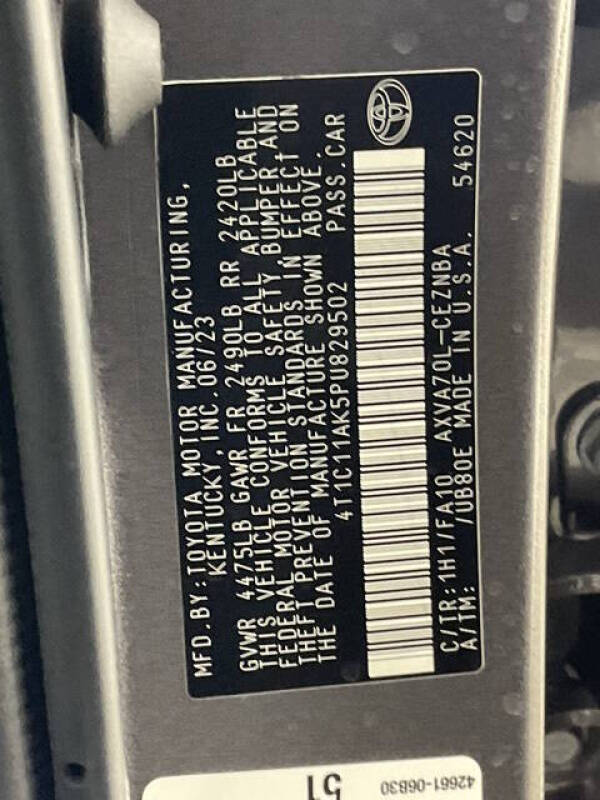 MFD.BY:TOYOTA MOTOR MANUFACTURING,
KENTUCKY, INC. 06/23
GVWR 4475LB GAWR FR 2490LB RR 2420LB
THIS VEHICLE CONFORMS TO ALL APPLICABLE
FEDERAL MOTOR VEHICLE SAFETY, BUMPER AND
THEFT PREVENTION STANDARDS IN EFFECT ON
THE DATE OF MANUFACTURE SHOWN ABOVE.
4T1C11AK5PU829502 PASS.CAR
C/TR:1H1/FA10 AXVA70L-CEZNBA 54620
A/TM: /UB80E MADE IN U.S.A.
42661-06B30
51